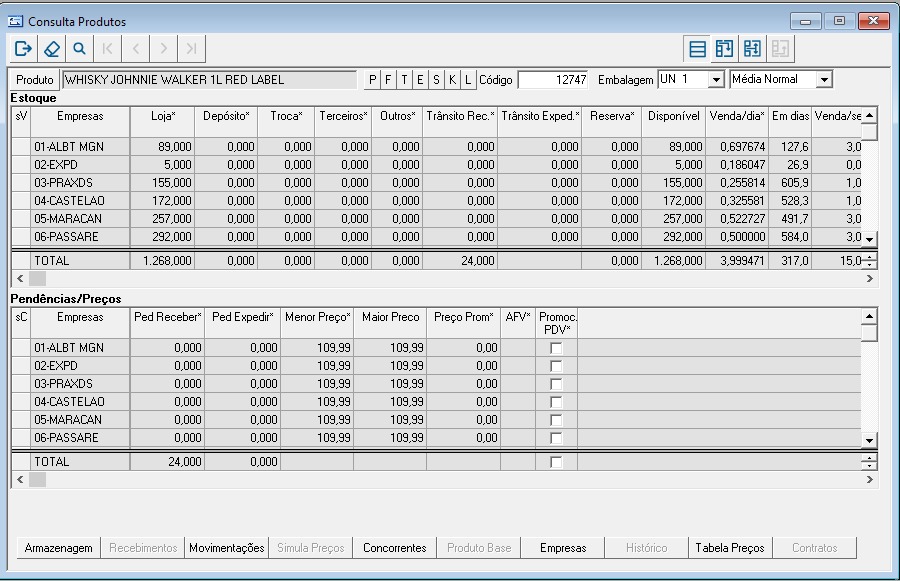 Consulta Produtos
Produto WHISKY JOHNNIE WALKER 1L RED LABEL P F T E S K L Código 12747 Embalagem UN 1 Média Normal
Estoque
sV Empresas Loja* Depósito* Troca* Terceiros* Outros* Trânsito Rec.* Trânsito Exped.* Reserva* Disponível Venda/dia* Em dias Venda/se
01-ALBT MGN 89,000 0,000 0,000 0,000 0,000 0,000 0,000 0,000 89,000 0,697674 127,6 3,0
02-EXPD 5,000 0,000 0,000 0,000 0,000 0,000 0,000 0,000 5,000 0,186047 26,9 0,0
03-PRAXDS 155,000 0,000 0,000 0,000 0,000 0,000 0,000 0,000 155,000 0,255814 605,9 1,0
04-CASTELAO 172,000 0,000 0,000 0,000 0,000 0,000 0,000 0,000 172,000 0,325581 528,3 1,0
05-MARACAN 257,000 0,000 0,000 0,000 0,000 0,000 0,000 0,000 257,000 0,522727 491,7 3,0
06-PASSARE 292,000 0,000 0,000 0,000 0,000 0,000 0,000 0,000 292,000 0,500000 584,0 3,0
TOTAL 1.268,000 0,000 0,000 0,000 0,000 24,000 0,000 1.268,000 3,999471 317,0 15,0
Pendências/Preços
sC Empresas Ped Receber* Ped Expedir* Menor Preço* Maior Preco Preço Prom* AFV* Promoc. PDV*
01-ALBT MGN 0,000 0,000 109,99 109,99 0,00
02-EXPD 0,000 0,000 109,99 109,99 0,00
03-PRAXDS 0,000 0,000 109,99 109,99 0,00
04-CASTELAO 0,000 0,000 109,99 109,99 0,00
05-MARACAN 0,000 0,000 109,99 109,99 0,00
06-PASSARE 0,000 0,000 109,99 109,99 0,00
TOTAL 24,000 0,000
Armazenagem Recebimentos Movimentações Simula Preços Concorrentes Produto Base Empresas Histórico Tabela Preços Contratos